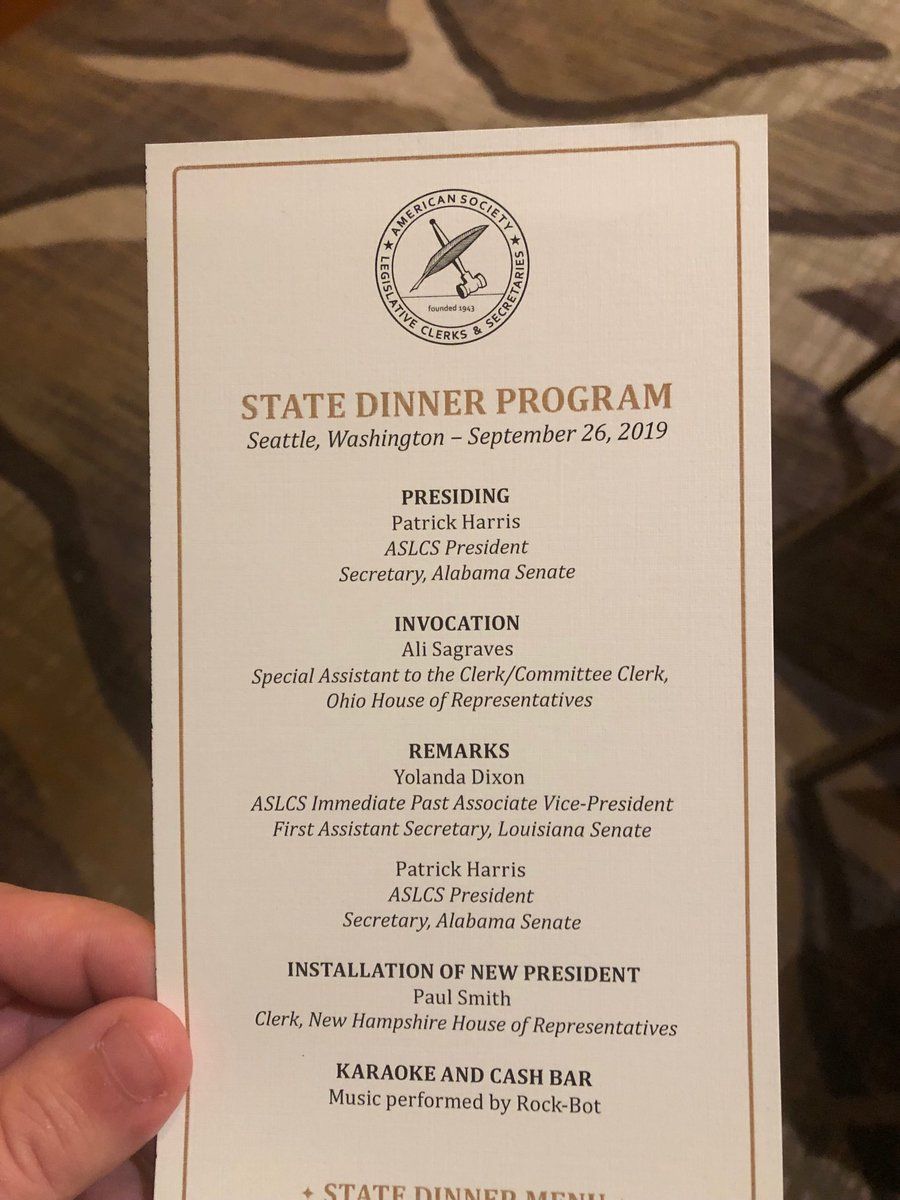 ★ AMERICAN SOCIETY ★
LEGISLATIVE CLERKS & SECRETARIES
founded 1943
STATE DINNER PROGRAM
Seattle, Washington – September 26, 2019
PRESIDING
Patrick Harris
ASLCS President
Secretary, Alabama Senate
INVOCATION
Ali Sagraves
Special Assistant to the Clerk/Committee Clerk,
Ohio House of Representatives
REMARKS
Yolanda Dixon
ASLCS Immediate Past Associate Vice-President
First Assistant Secretary, Louisiana Senate
Patrick Harris
ASLCS President
Secretary, Alabama Senate
INSTALLATION OF NEW PRESIDENT
Paul Smith
Clerk, New Hampshire House of Representatives
KARAOKE AND CASH BAR
Music performed by Rock-Bot
✦ STATE DINNER MENU